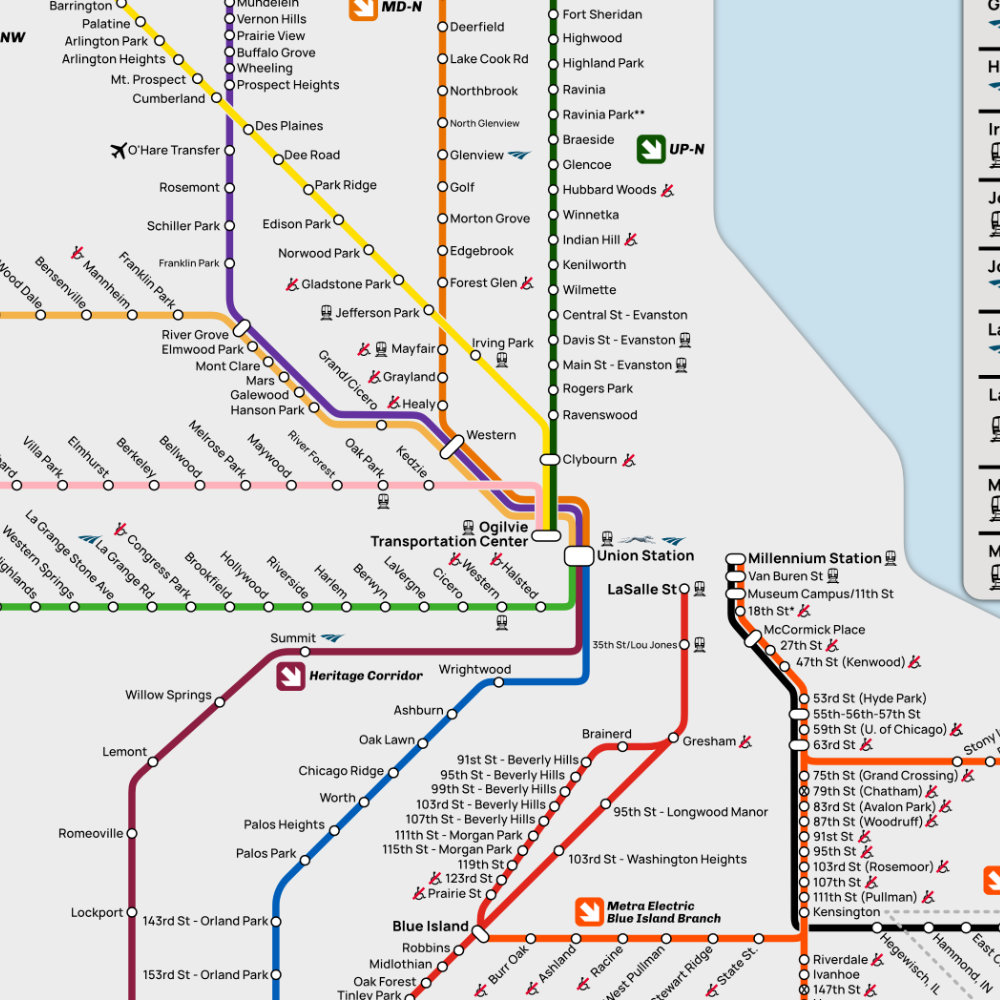 Barrington
Palatine
Arlington Park
NW
Arlington Heights
Mt. Prospect
Cumberland
Des Plaines
Dee Road
Park Ridge
Edison Park
Norwood Park
Gladstone Park
Jefferson Park
Irving Park
Mundelein
Vernon Hills
Prairie View
Buffalo Grove
Wheeling
Prospect Heights
O'Hare Transfer
Rosemont
Schiller Park
Franklin Park
MD-N
Deerfield
Lake Cook Rd
Northbrook
North Glenview
Glenview
Golf
Morton Grove
Edgebrook
Forest Glen
Mayfair
Grayland
Healy
Western
Fort Sheridan
Highwood
Highland Park
Ravinia
Ravinia Park**
Braeside
UP-N
Glencoe
Hubbard Woods
Winnetka
Indian Hill
Kenilworth
Wilmette
Central St - Evanston
Davis St - Evanston
Main St - Evanston
Rogers Park
Ravenswood
Clybourn
Wood Dale
Bensenville
Mannheim
Franklin Park
River Grove
Elmwood Park
Mont Clare
Mars
Galewood
Hanson Park
Grand/Cicero
Villa Park
Elmhurst
Berkeley
Bellwood
Melrose Park
Maywood
River Forest
Oak Park
Kedzie
Ogilvie
Transportation Center
Union Station
Western Springs
La Grange Stone Ave
La Grange Rd
Congress Park
Brookfield
Hollywood
Riverside
Harlem
Berwyn
LaVergne
Cicero
Western
Halsted
Summit
Heritage Corridor
Willow Springs
Lemont
Romeoville
Lockport
Wrightwood
Ashburn
Oak Lawn
Chicago Ridge
Worth
Palos Heights
Palos Park
143rd St - Orland Park
153rd St - Orland Park
LaSalle St
35th St/Lou Jones
Gresham
Brainerd
91st St - Beverly Hills
95th St - Beverly Hills
99th St - Beverly Hills
103rd St - Beverly Hills
107th St - Beverly Hills
111th St - Morgan Park
115th St - Morgan Park
119th St
123rd St
Prairie St
95th St - Longwood Manor
103rd St - Washington Heights
Blue Island
Robbins
Midlothian
Oak Forest
Tinley Park
Metra Electric
Blue Island Branch
Burr Oak
Ashland
Racine
West Pullman
Stewart Ridge
State St.
Millennium Station
Van Buren St
Museum Campus/11th St
18th St*
McCormick Place
27th St
47th St (Kenwood)
53rd St (Hyde Park)
55th-56th-57th St
59th St (U. of Chicago)
63rd St
75th St (Grand Crossing)
79th St (Chatham)
83rd St (Avalon Park)
87th St (Woodruff)
91st St
95th St
103rd St (Rosemoor)
107th St
111th St (Pullman)
Kensington
Hegewisch, IL
Hammond, IN
Riverdale
Ivanhoe
147th St